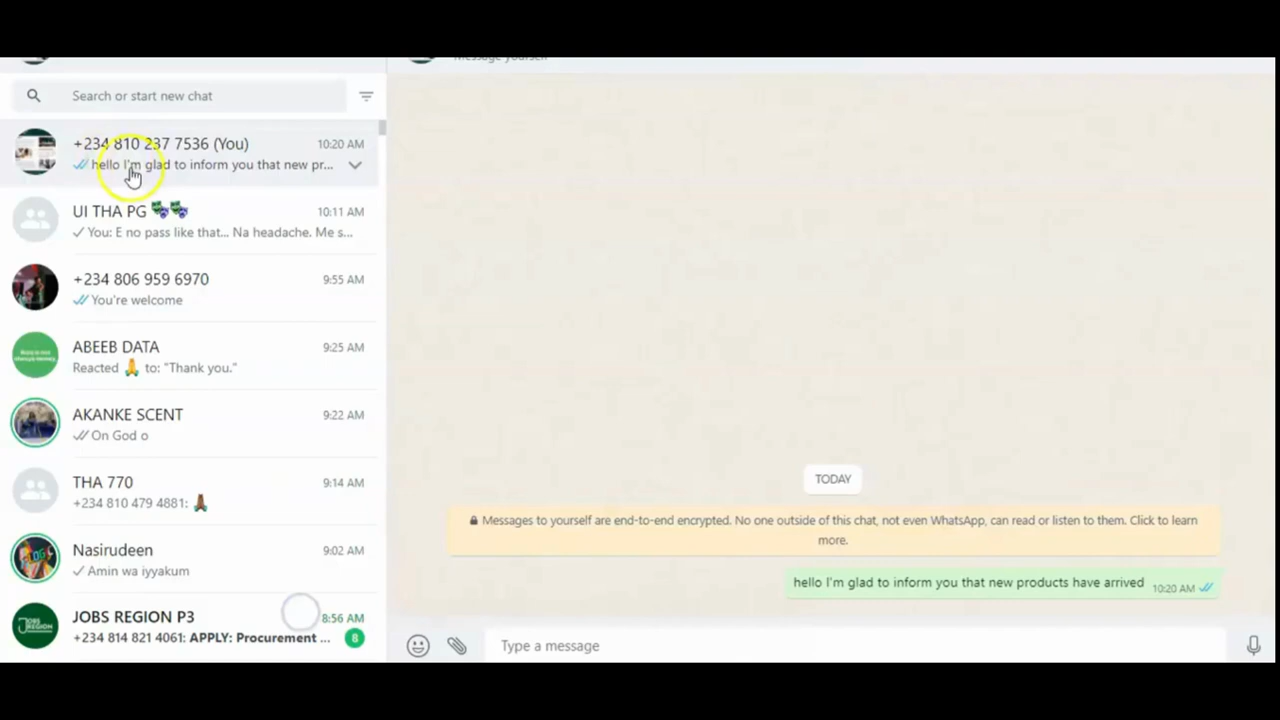 Message yourself
Search or start new chat
+234 810 237 7536 (You)
10:20 AM
hello I'm glad to inform you that new pr...
UI THA PG 🎭🎭
10:11 AM
You: E no pass like that... Na headache. Me s...
+234 806 959 6970
9:55 AM
You're welcome
ABEEB DATA
9:25 AM
Reacted 🙏 to: "Thank you."
AKANKE SCENT
9:22 AM
On God o
THA 770
9:14 AM
+234 810 479 4881: 🙏🏾
Nasirudeen
9:02 AM
Amin wa iyyakum
JOBS REGION P3
8:56 AM
+234 814 821 4061: APPLY: Procurement ...
8
TODAY
Messages to yourself are end-to-end encrypted. No one outside of this chat, not even WhatsApp, can read or listen to them. Click to learn
more.
hello I'm glad to inform you that new products have arrived
10:20 AM
Type a message